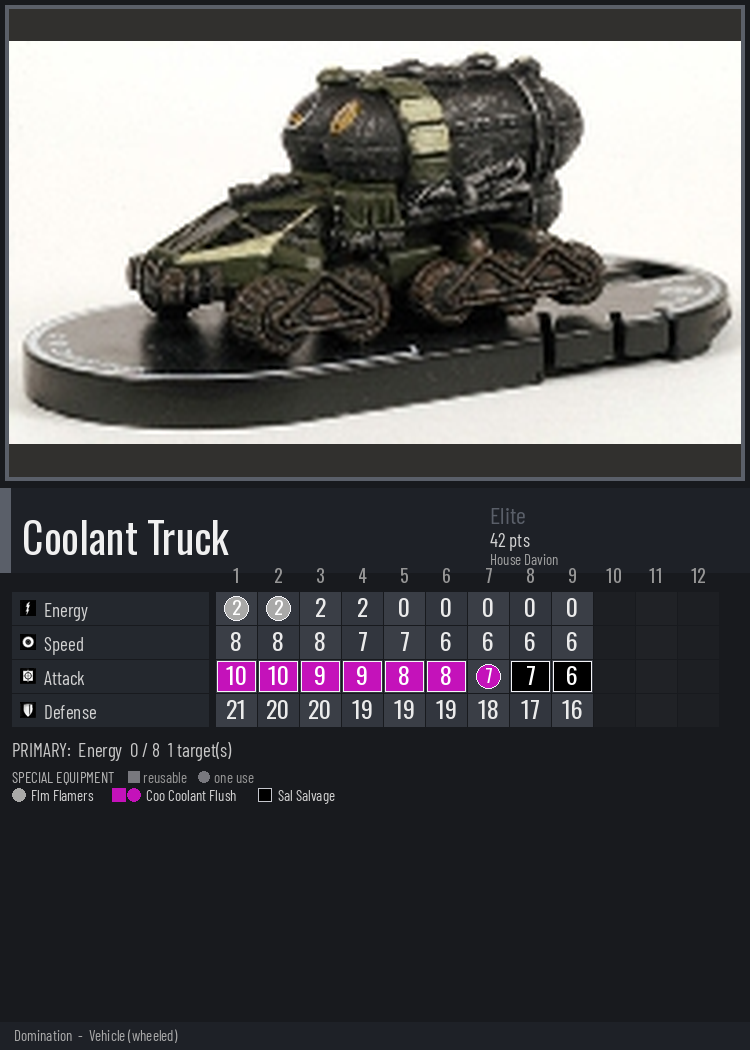 Coolant Truck
Elite
42 pts
House Davion
1 2 3 4 5 6 7 8 9 10 11 12
Energy 2 2 2 2 0 0 0 0 0
Speed 8 8 8 7 7 6 6 6 6
Attack 10 10 9 9 8 8 7 7 6
Defense 21 20 20 19 19 19 18 17 16
PRIMARY: Energy 0 / 8 1 target(s)
SPECIAL EQUIPMENT reusable one use
Flm Flamers Coo Coolant Flush Sal Salvage
Domination - Vehicle (wheeled)